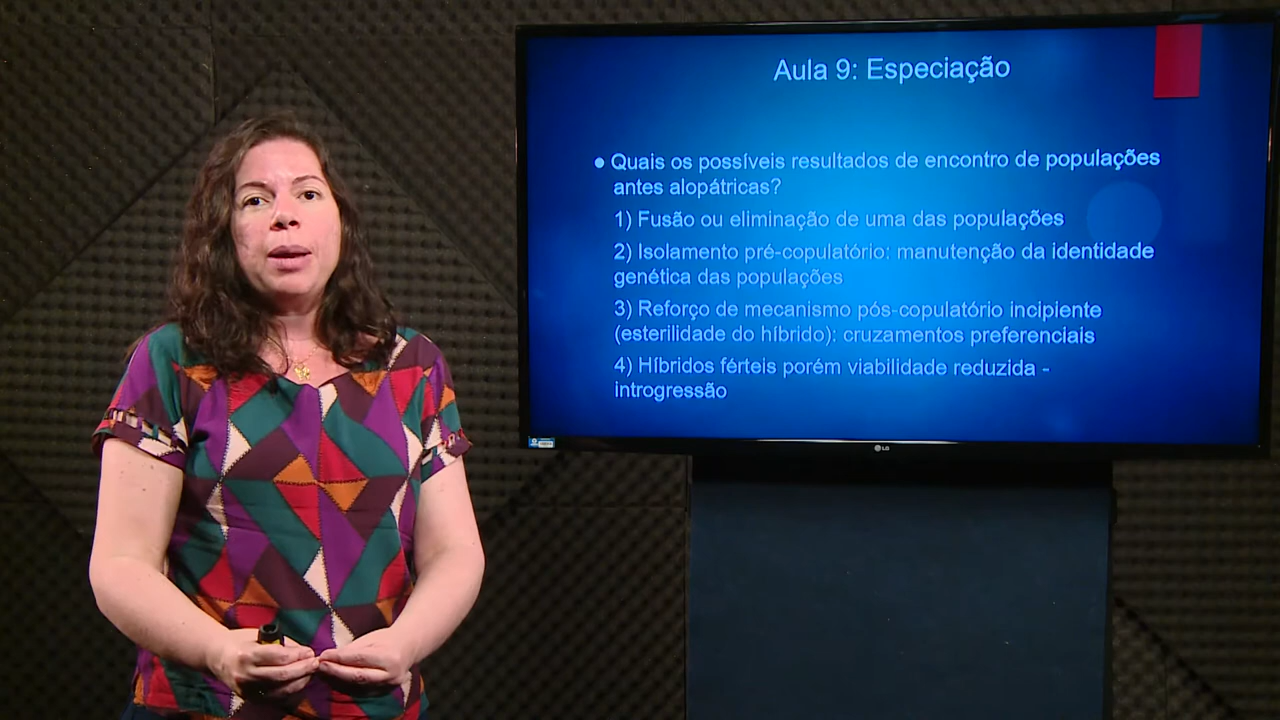 Aula 9: Especiação
● Quais os possíveis resultados de encontro de populações
antes alopátricas?
1) Fusão ou eliminação de uma das populações
2) Isolamento pré-copulatório: manutenção da identidade
genética das populações
3) Reforço de mecanismo pós-copulatório incipiente
(esterilidade do híbrido): cruzamentos preferenciais
4) Híbridos férteis porém viabilidade reduzida -
introgressão
LG